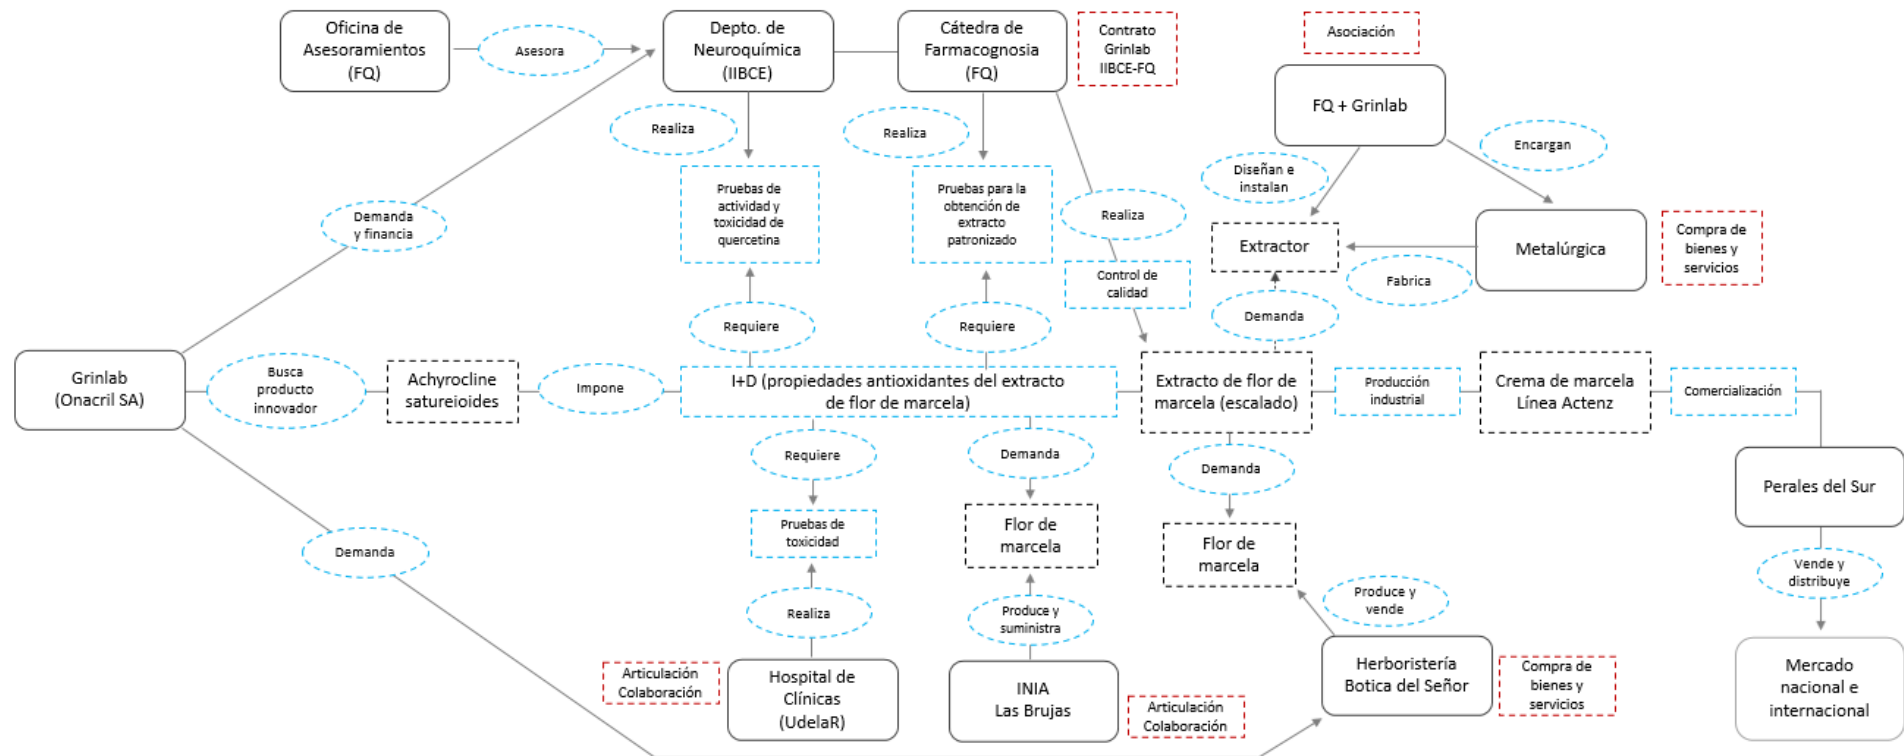 Oficina de
Asesoramientos
(FQ)
Asesora
Depto. de
Neuroquímica
(IIBCE)
Cátedra de
Farmacognosia
(FQ)
Contrato
Grinlab
IIBCE-FQ
Asociación
FQ + Grinlab
Realiza
Realiza
Encargan
Diseñan e
instalan
Pruebas de
actividad y
toxicidad de
quercetina
Pruebas para la
obtención de
extracto
patronizado
Demanda
y financia
Realiza
Extractor
Metalúrgica
Compra de
bienes y
servicios
Control de
calidad
Fabrica
Requiere
Requiere
Demanda
Grinlab
(Onacril SA)
Busca
producto
innovador
Achyrocline
satureioides
Impone
I+D (propiedades antioxidantes del extracto
de flor de marcela)
Extracto de flor de
marcela (escalado)
Producción
industrial
Crema de marcela
Línea Actenz
Comercialización
Requiere
Demanda
Demanda
Perales del Sur
Pruebas de
toxicidad
Flor de
marcela
Flor de
marcela
Demanda
Vende y
distribuye
Realiza
Produce y
suministra
Produce y
vende
Articulación
Colaboración
Hospital de
Clínicas
(UdelaR)
INIA
Las Brujas
Articulación
Colaboración
Herboristería
Botica del Señor
Compra de
bienes y
servicios
Mercado
nacional e
internacional